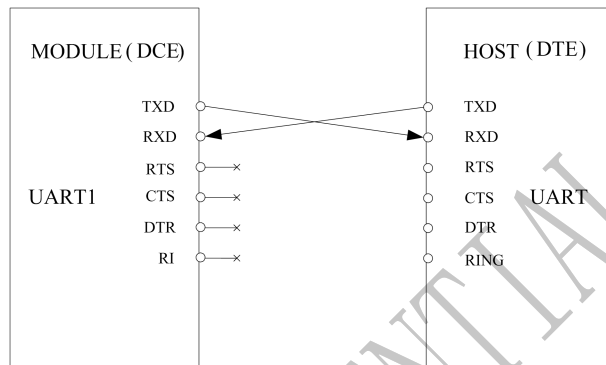 MODULE ( DCE)
HOST ( DTE)
TXD
TXD
RXD
RXD
RTS
RTS
UART1
CTS
CTS
UART
DTR
DTR
RI
RING